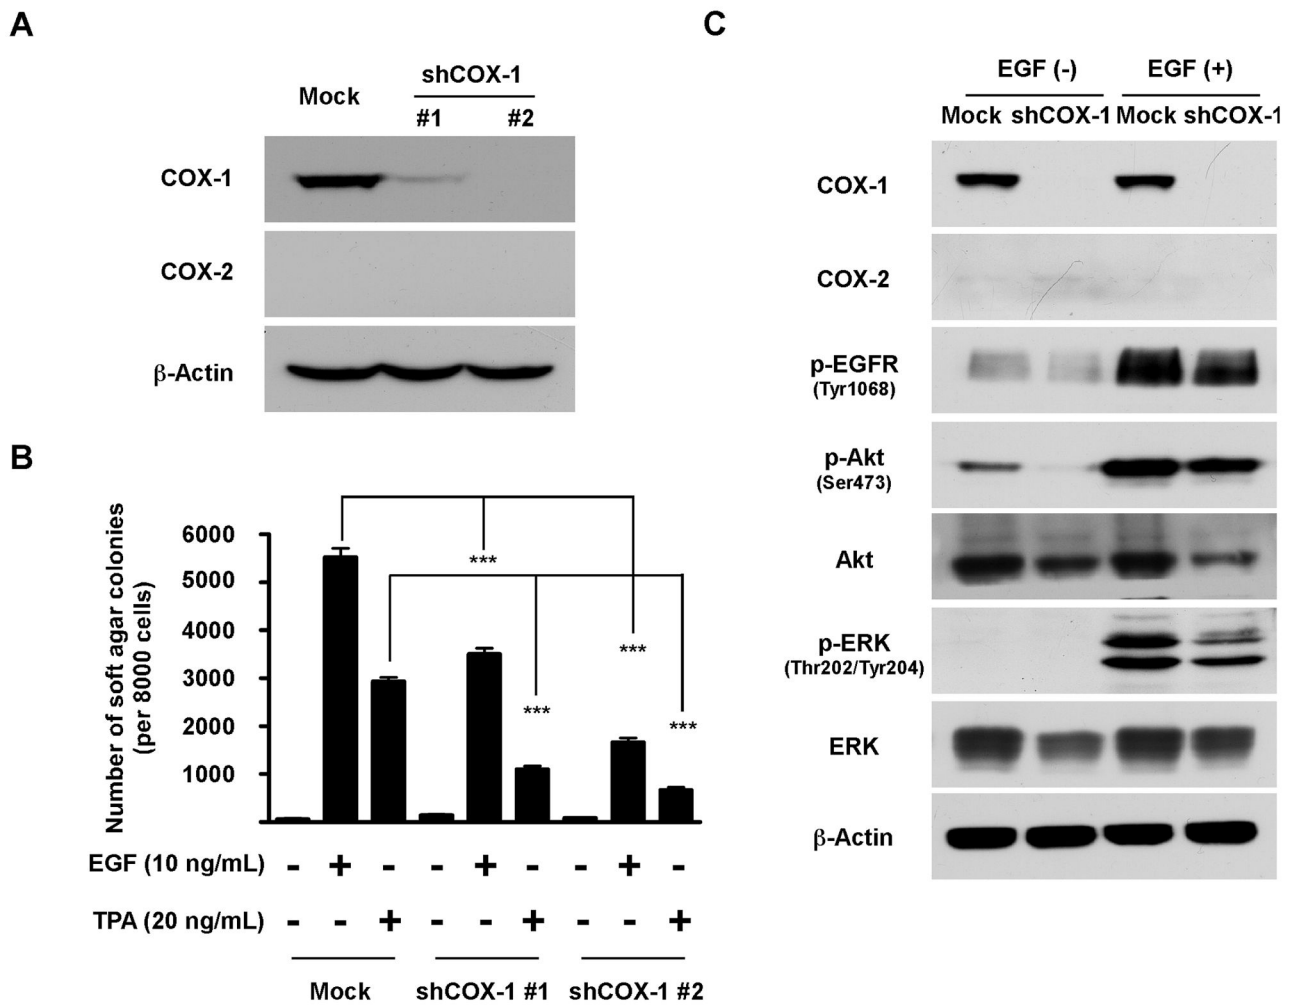 A
shCOX-1
Mock
#1 #2
COX-1
COX-2
β-Actin
B
Number of soft agar colonies
(per 8000 cells)
6000
5000
4000
3000
2000
1000
***
***
***
***
EGF (10 ng/mL) - + - - + - - + -
TPA (20 ng/mL) - - + - - + - - +
Mock shCOX-1 #1 shCOX-1 #2
C
EGF (-) EGF (+)
Mock shCOX-1 Mock shCOX-1
COX-1
COX-2
p-EGFR
(Tyr1068)
p-Akt
(Ser473)
Akt
p-ERK
(Thr202/Tyr204)
ERK
β-Actin